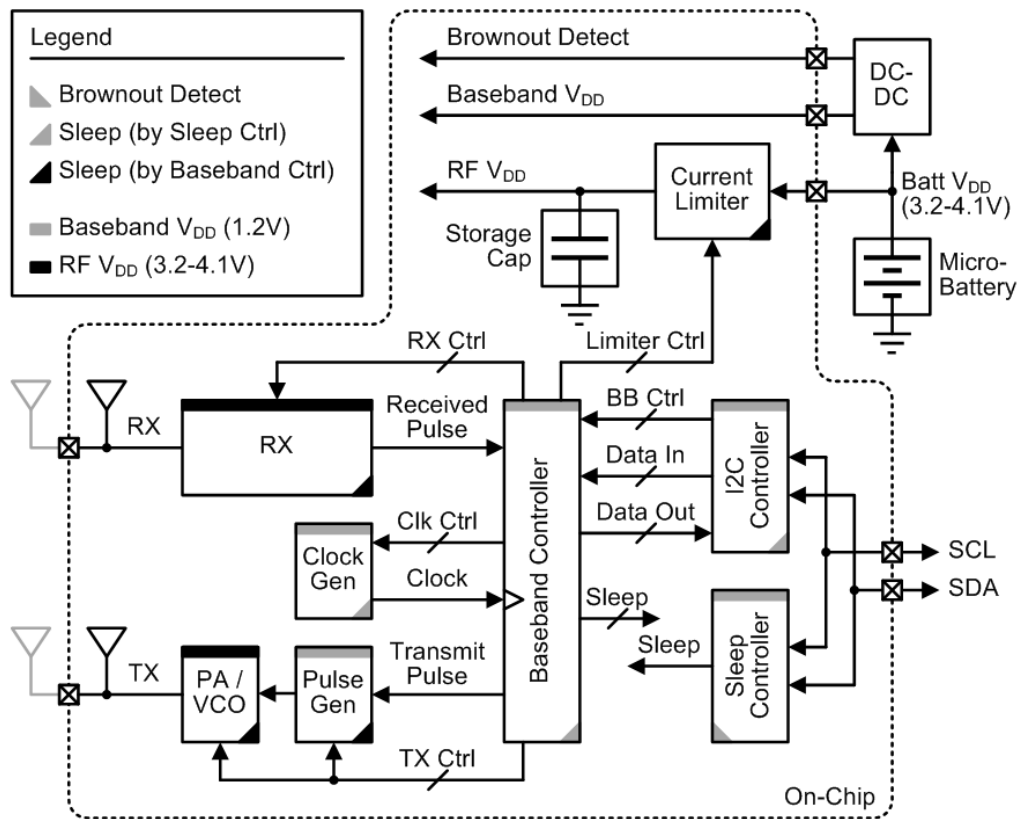 Legend
Brownout Detect
Sleep (by Sleep Ctrl)
Sleep (by Baseband Ctrl)
Baseband VDD (1.2V)
RF VDD (3.2-4.1V)
Brownout Detect
Baseband VDD
RF VDD
DC-
DC
Current
Limiter
Batt VDD
(3.2-4.1V)
Storage
Cap
Micro-
Battery
RX Ctrl
Limiter Ctrl
RX
RX
Received
Pulse
BB Ctrl
Data In
Data Out
I2C
Controller
Clk Ctrl
Clock
Gen
Clock
Baseband Controller
SCL
SDA
Sleep
Sleep
Sleep
Controller
TX
PA /
VCO
Pulse
Gen
Transmit
Pulse
TX Ctrl
On-Chip